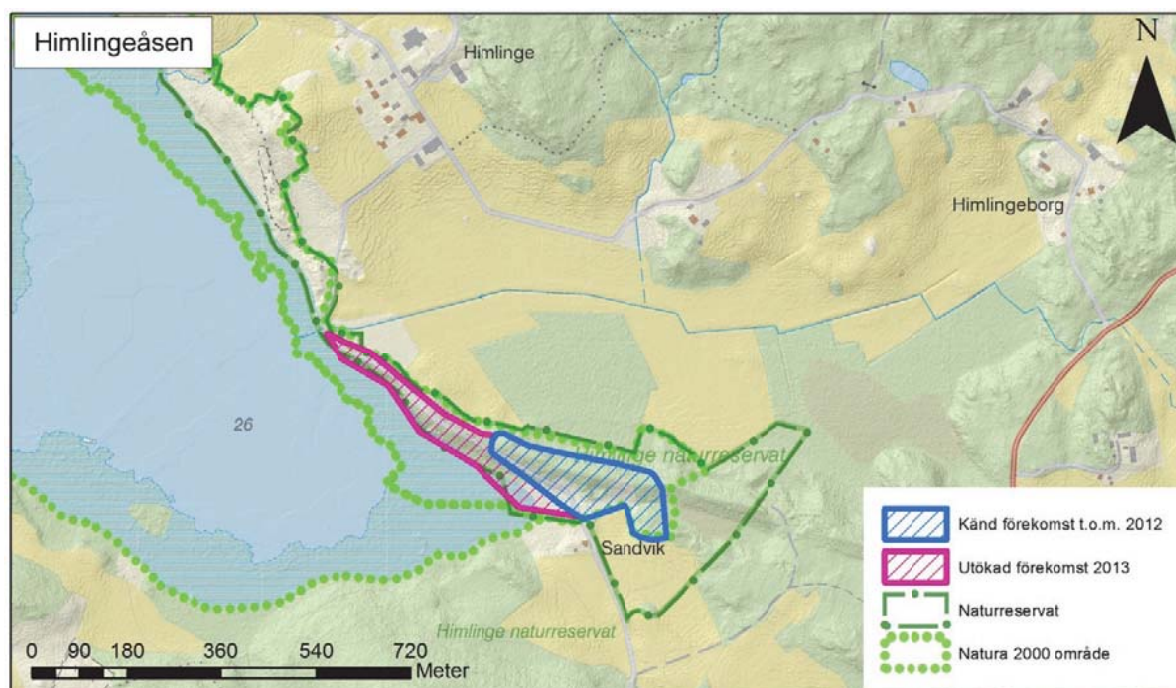 Himlingeåsen
Himlinge
N
Himlingeborg
26
Himlinge naturreservat
Sandvik
Himlinge naturreservat
0 90 180 360 540 720
Meter
Känd förekomst t.o.m. 2012
Utökad förekomst 2013
Naturreservat
Natura 2000 område